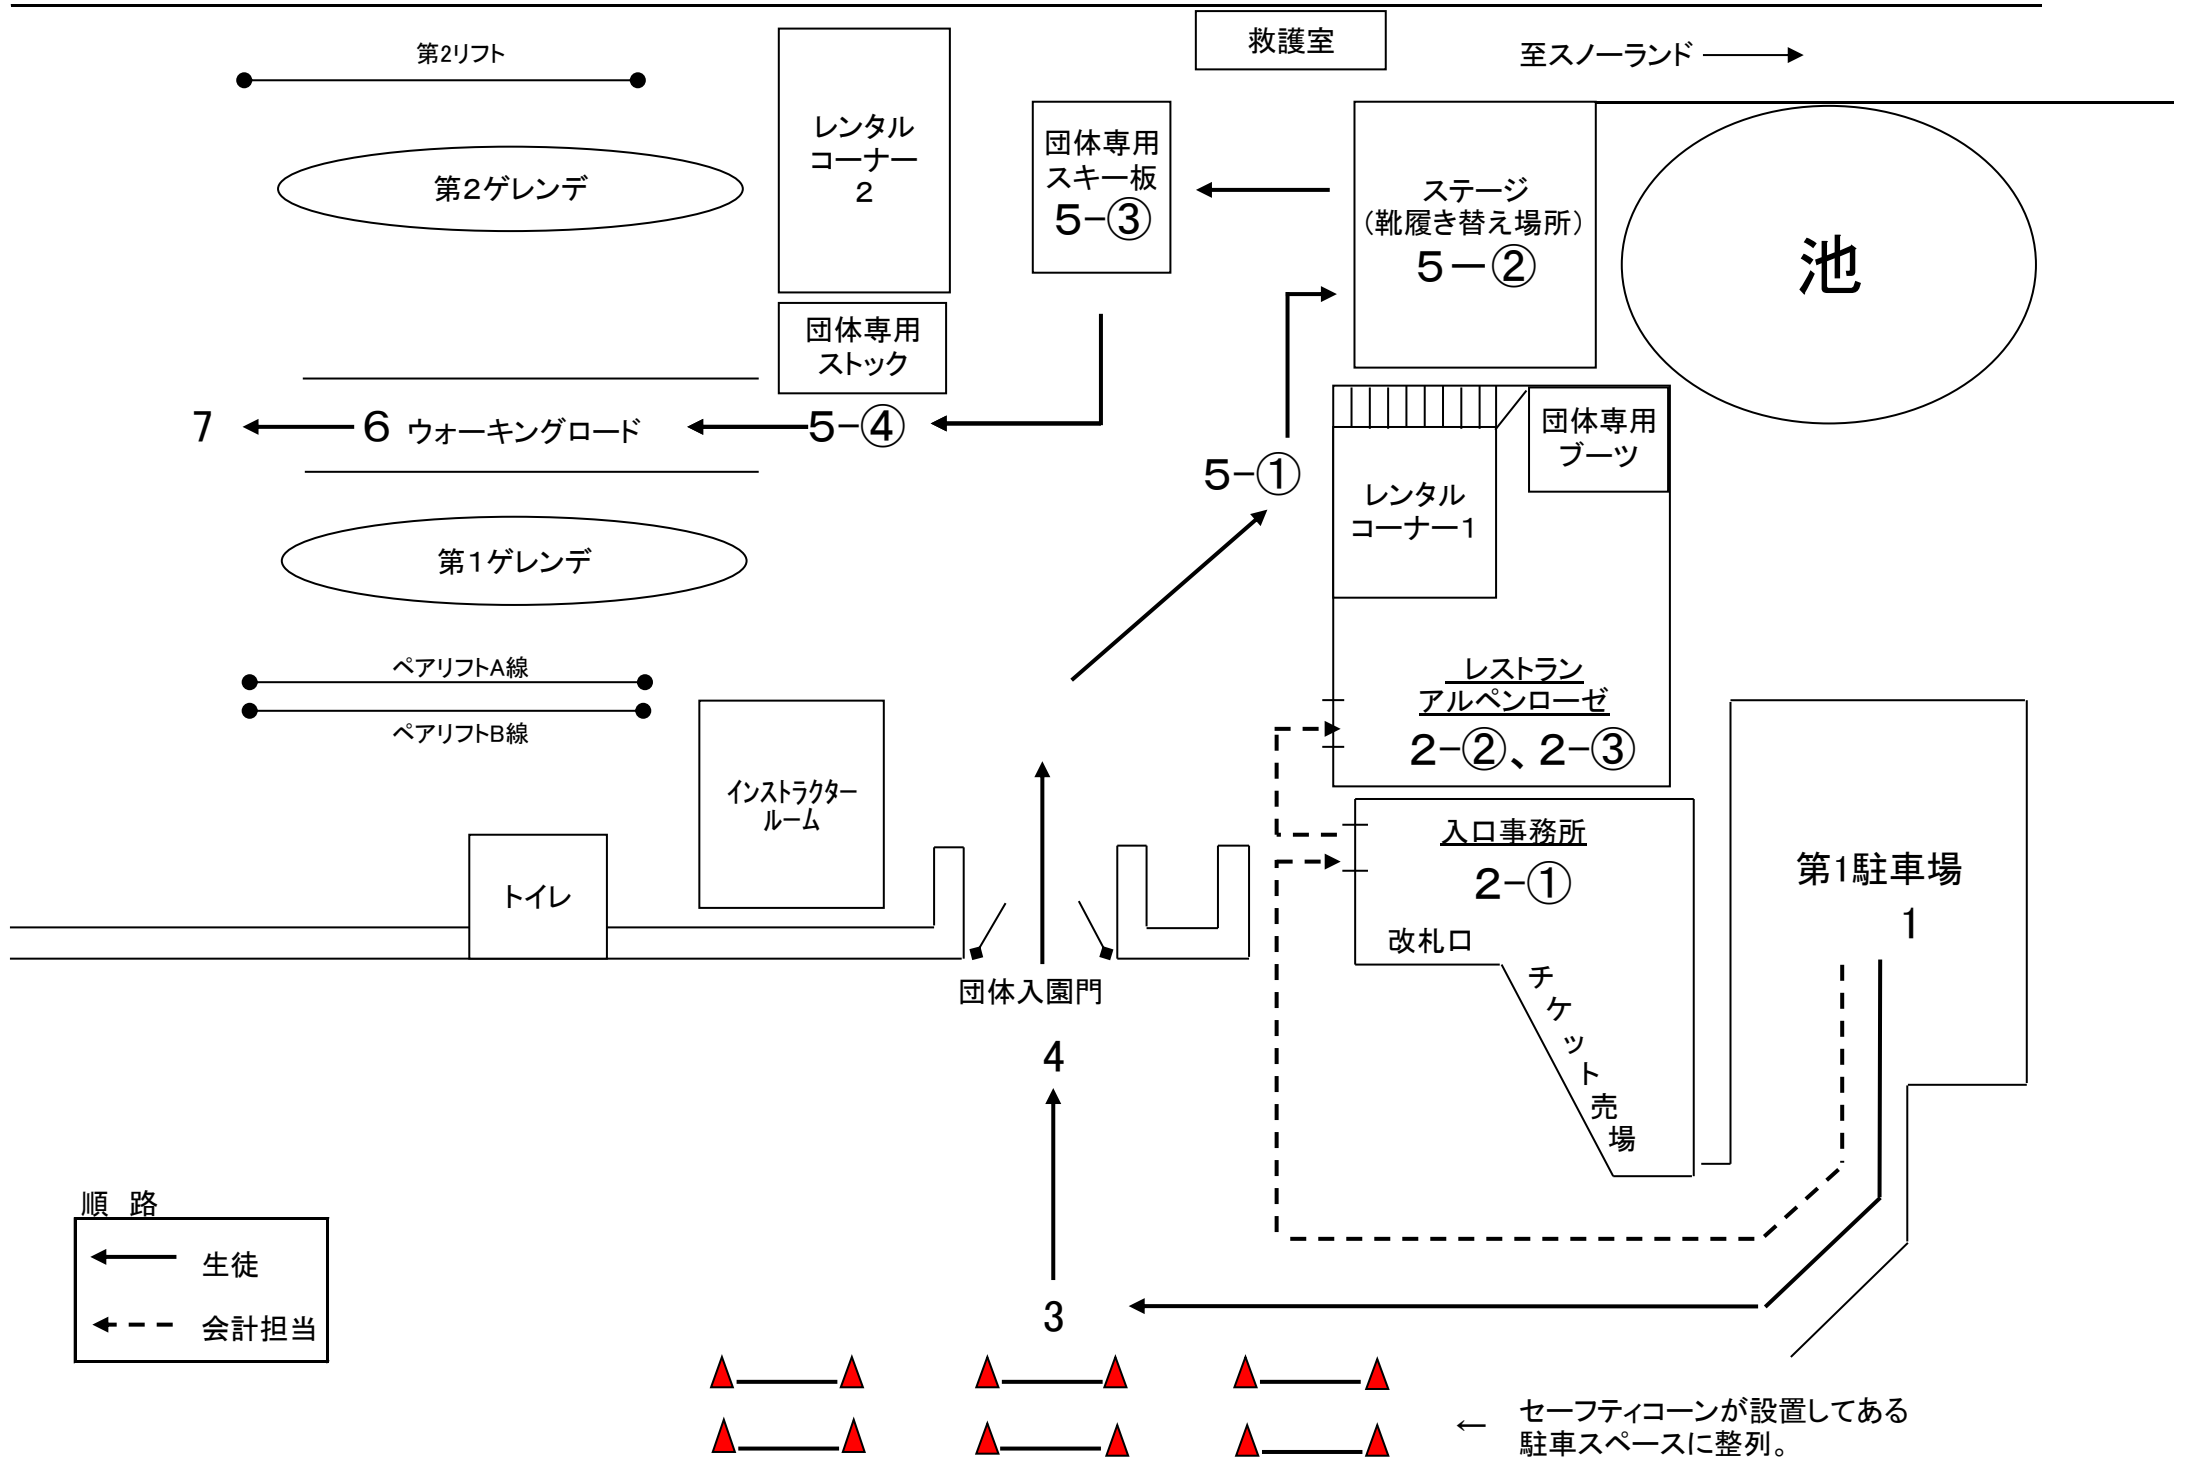 救護室
第2リフト
至スノーランド
レンタル
コーナー
2
団体専用
スキー板
5-③
ステージ
(靴履き替え場所)
5-②
第2ゲレンデ
池
団体専用
ストック
7
6 ウォーキングロード
5-④
団体専用
ブーツ
5-①
レンタル
コーナー1
第1ゲレンデ
ペアリフトA線
ペアリフトB線
レストラン
アルペンローゼ
2-②、2-③
インストラクター
ルーム
トイレ
入口事務所
2-①
改札口
チケット売場
第1駐車場
1
団体入園門
4
3
順 路
生徒
会計担当
← セーフティコーンが設置してある
駐車スペースに整列。